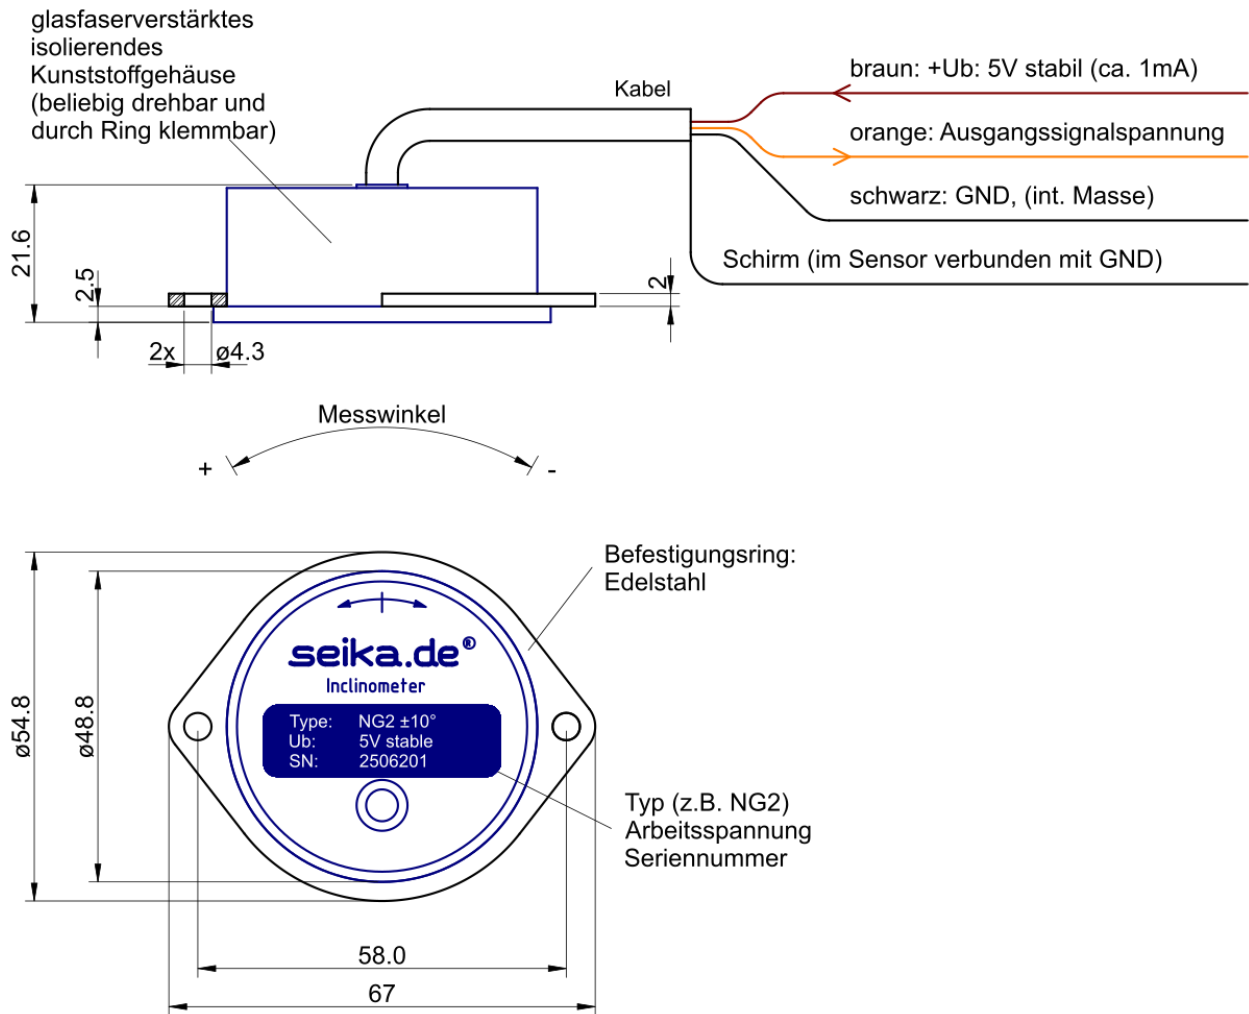 glasfaserverstärktes
isolierendes
Kunststoffgehäuse
(beliebig drehbar und
durch Ring klemmbar)
Kabel
braun: +Ub: 5V stabil (ca. 1mA)
orange: Ausgangssignalspannung
schwarz: GND, (int. Masse)
Schirm (im Sensor verbunden mit GND)
21.6
2.5
2
2x ø4.3
Messwinkel
+ -
Befestigungsring:
Edelstahl
ø54.8
ø48.8
seika.de®
Inclinometer
Type: NG2 ±10°
Ub: 5V stable
SN: 2506201
Typ (z.B. NG2)
Arbeitsspannung
Seriennummer
58.0
67